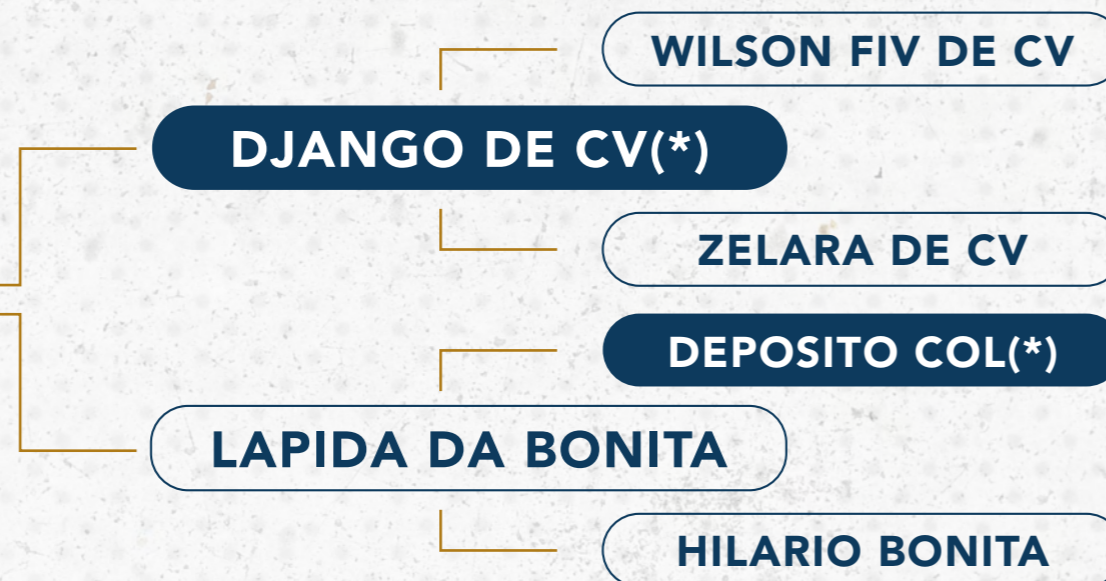 WILSON FIV DE CV
DJANGO DE CV(*)
ZELARA DE CV
DEPOSITO COL(*)
LAPIDA DA BONITA
HILARIO BONITA